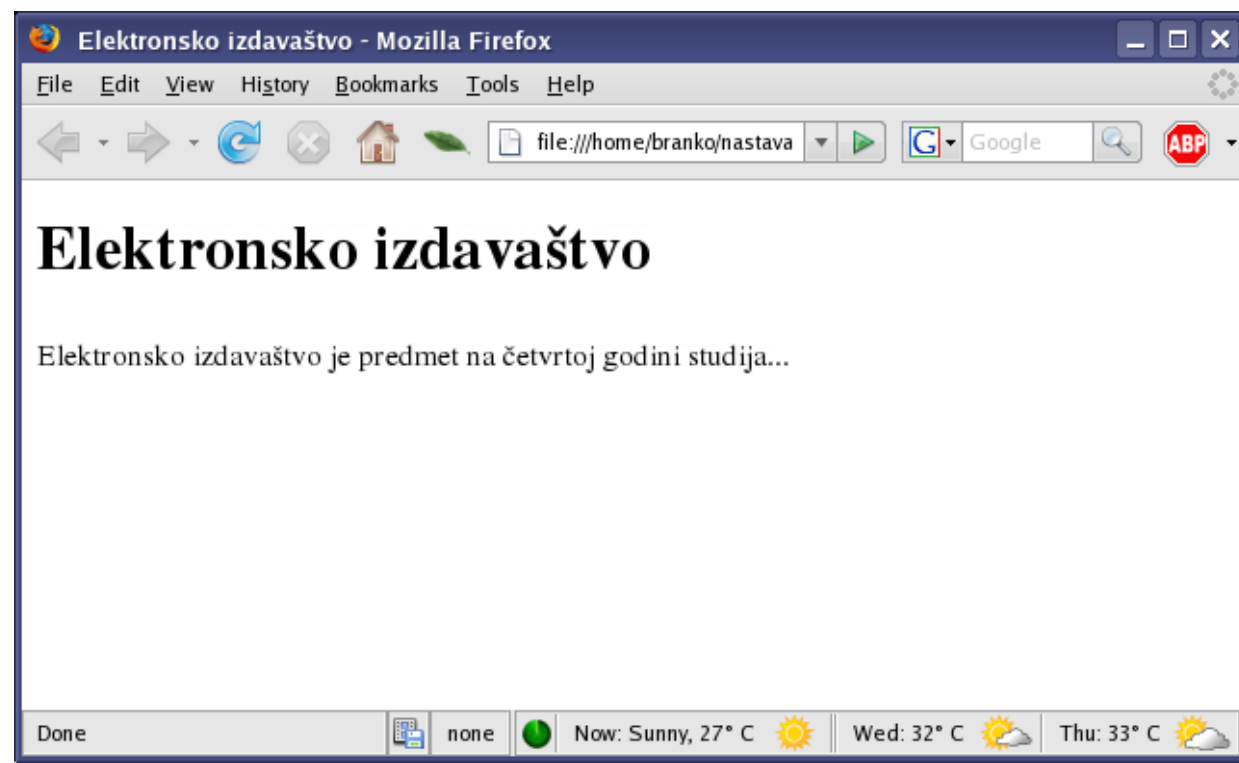 Elektronsko izdavaštvo - Mozilla Firefox
File Edit View History Bookmarks Tools Help
file:///home/branko/nastava G Google ABP
Elektronsko izdavaštvo
Elektronsko izdavaštvo je predmet na četvrtoj godini studija...
Done none Now: Sunny, 27° C Wed: 32° C Thu: 33° C